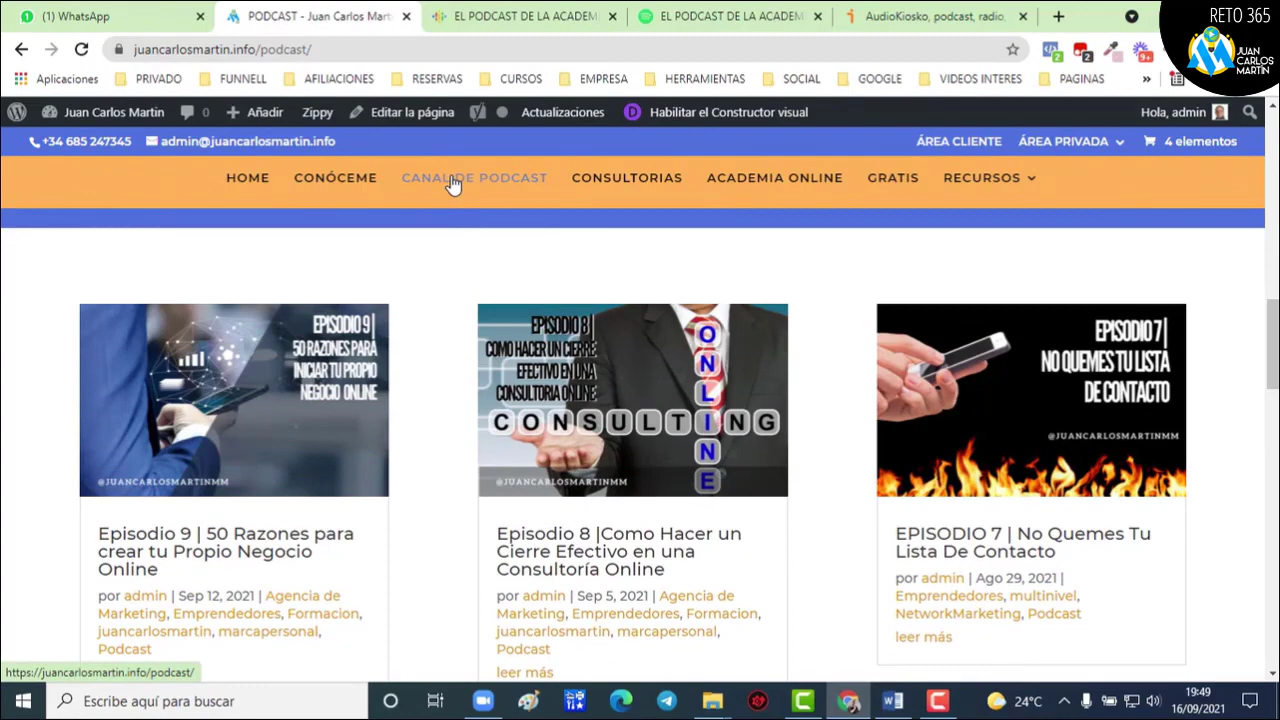 (1) WhatsApp
PODCAST - Juan Carlos Mart
EL PODCAST DE LA ACADEM
EL PODCAST DE LA ACADEM
AudioKiosko, podcast, radio,
RETO 365
JUAN
CARLOS
MARTIN
juancarlosmartin.info/podcast/
2
2
9+
Aplicaciones
PRIVADO
FUNNELL
AFILIACIONES
RESERVAS
CURSOS
EMPRESA
HERRAMIENTAS
SOCIAL
GOOGLE
VIDEOS INTERES
PAGINAS
»
Juan Carlos Martin
0
Añadir
Zippy
Editar la página
Actualizaciones
D Habilitar el Constructor visual
Hola, admin
+34 685 247345
admin@juancarlosmartin.info
ÁREA CLIENTE
ÁREA PRIVADA
4 elementos
HOME
CONÓCEME
CANAL DE PODCAST
CONSULTORIAS
ACADEMIA ONLINE
GRATIS
RECURSOS
EPISODIO 9|
50 RAZONES PARA
INICIAR TU PROPIO
NEGOCIO ONLINE
@JUANCARLOSMARTINMM
Episodio 9 | 50 Razones para
crear tu Propio Negocio
Online
por admin | Sep 12, 2021 | Agencia de
Marketing, Emprendedores, Formacion,
juancarlosmartin, marcapersonal,
Podcast
EPISODIO 8|
COMO HACER UN CIERRE
EFECTIVO EN UNA
CONSULTORIA ONLINE
ONLINE
CONSULTING
@JUANCARLOSMARTINMM
Episodio 8 |Como Hacer un
Cierre Efectivo en una
Consultoría Online
por admin | Sep 5, 2021 | Agencia de
Marketing, Emprendedores, Formacion,
juancarlosmartin, marcapersonal,
Podcast
leer más
EPISODIO 7|
NO QUEMES TU LISTA
DE CONTACTO
@JUANCARLOSMARTINMM
EPISODIO 7 | No Quemes Tu
Lista De Contacto
por admin | Ago 29, 2021 |
Emprendedores, multinivel,
NetworkMarketing, Podcast
leer más
https://juancarlosmartin.info/podcast/
Escribe aquí para buscar
24°C
19:49
16/09/2021